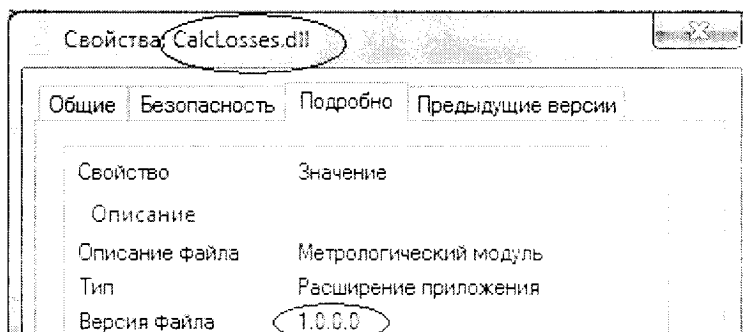 Свойства: CalcLosses.dll
Общие Безопасность Подробно Предыдущие версии
Свойство Значение
Описание
Описание файла Метрологический модуль
Тип Расширение приложения
Версия файла 1.0.0.0